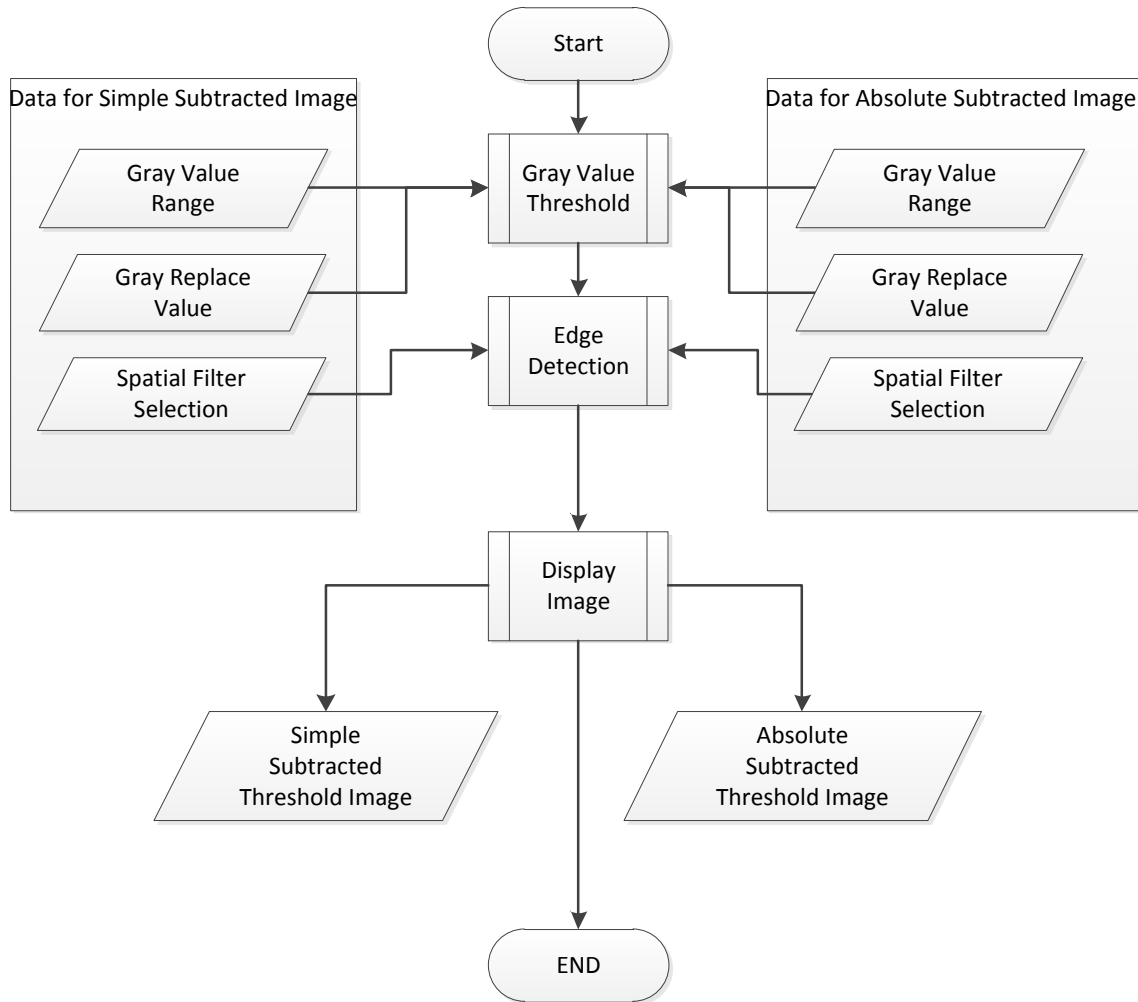 Start
Data for Simple Subtracted Image
Gray Value
Range
Gray Replace
Value
Spatial Filter
Selection
Gray Value
Threshold
Edge
Detection
Data for Absolute Subtracted Image
Gray Value
Range
Gray Replace
Value
Spatial Filter
Selection
Display
Image
Simple
Subtracted
Threshold Image
Absolute
Subtracted
Threshold Image
END